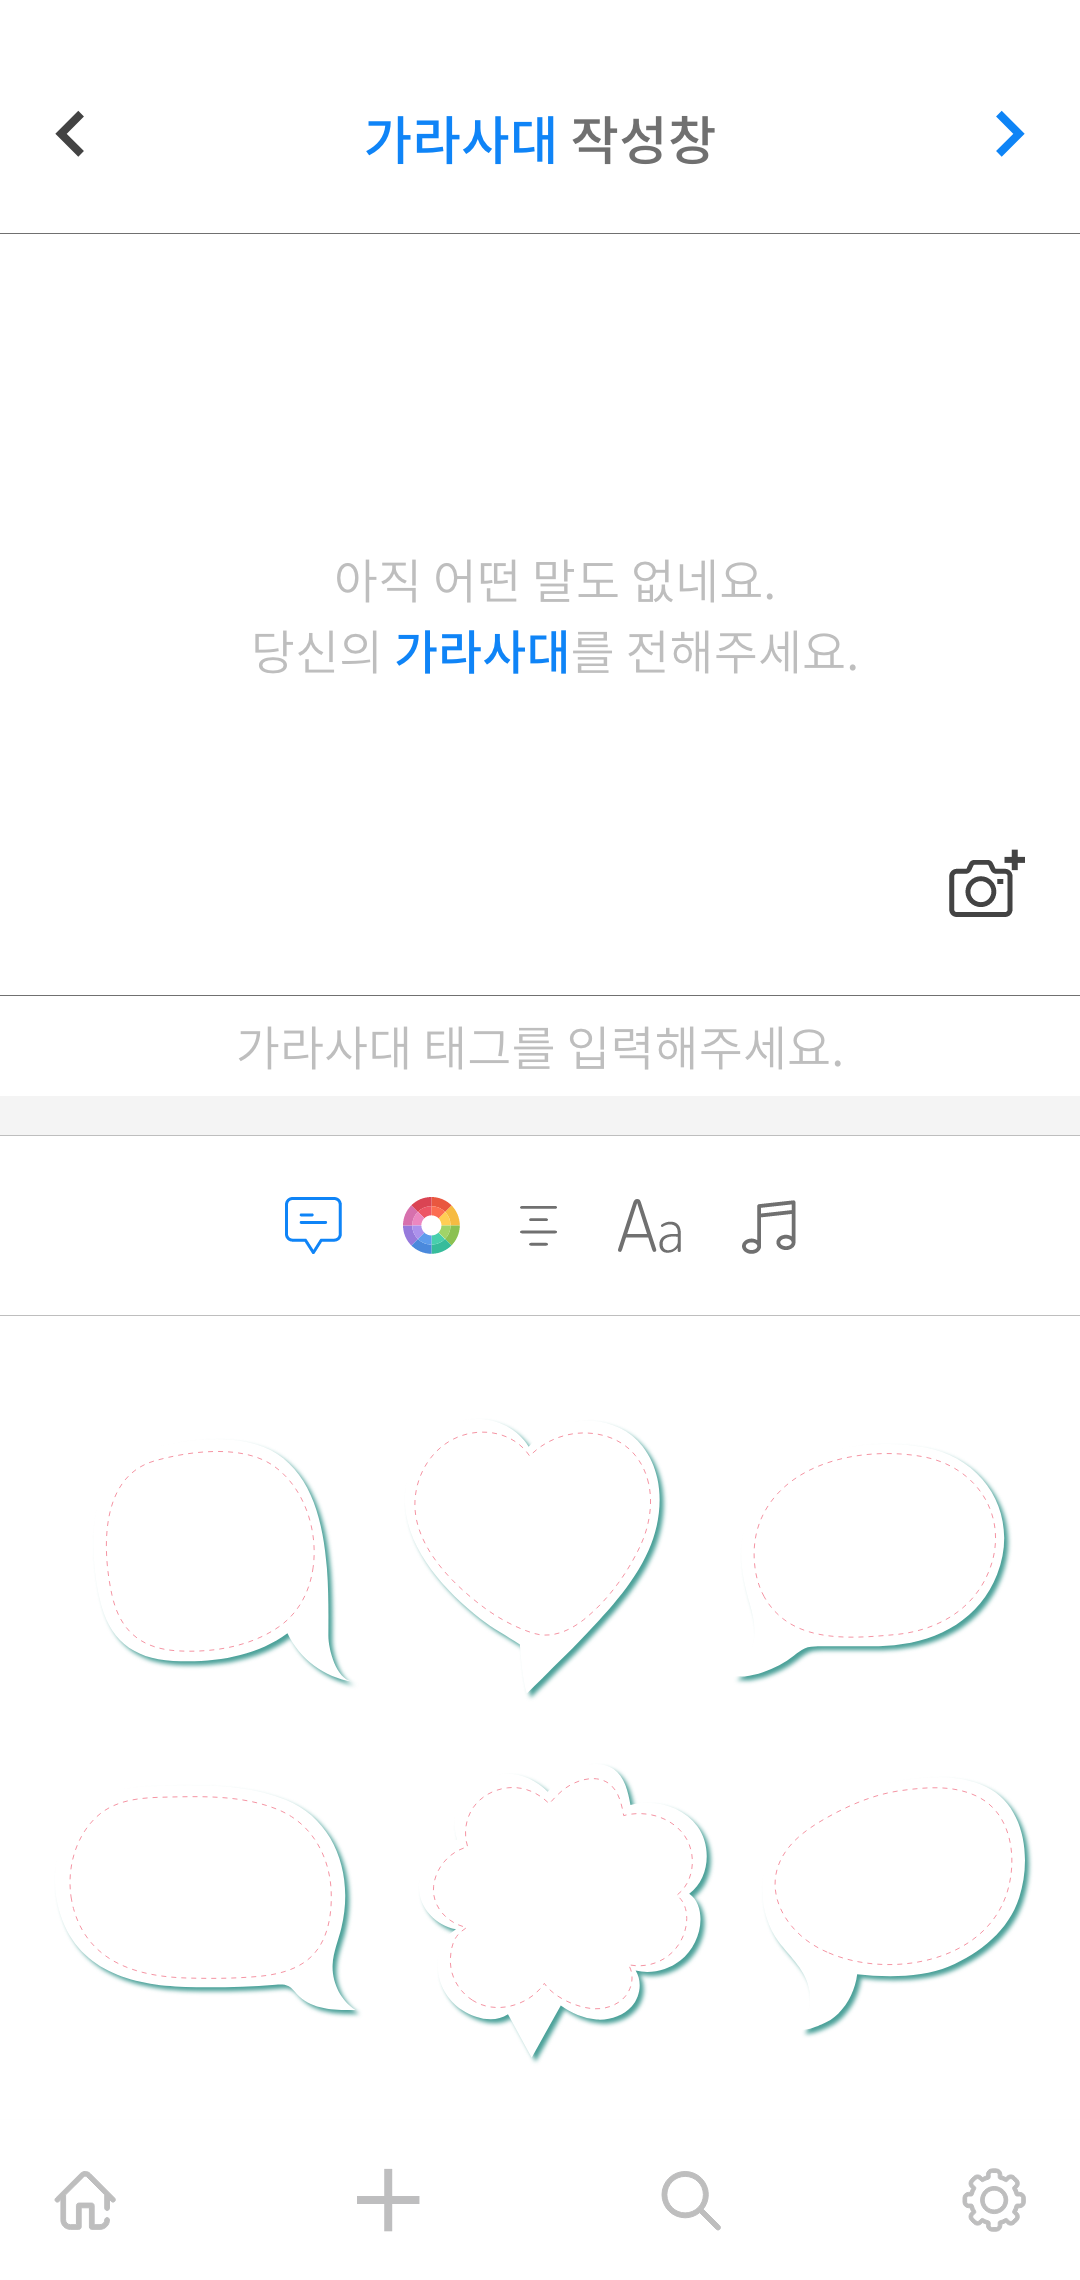 가라사대 작성창
아직 어떤 말도 없네요.
당신의 가라사대를 전해주세요.
가라사대 태그를 입력해주세요.
Aa